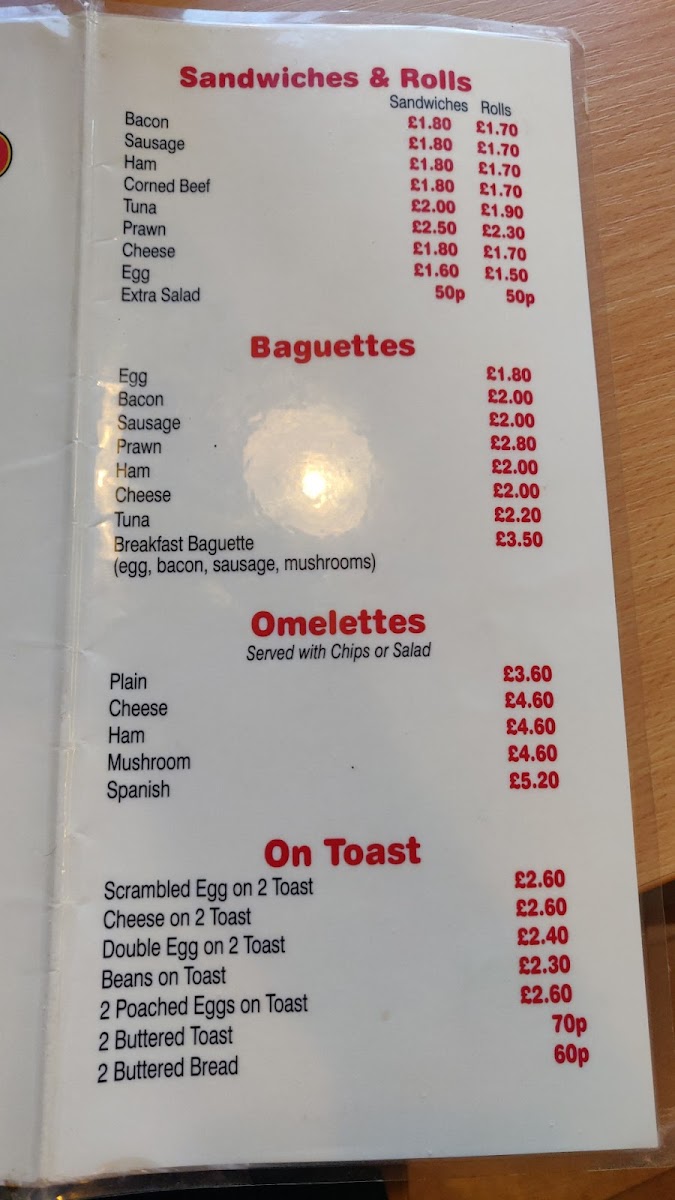 Sandwiches & Rolls
Sandwiches Rolls
Bacon £1.80 £1.70
Sausage £1.80 £1.70
Ham £1.80 £1.70
Corned Beef £1.80 £1.70
Tuna £2.00 £1.90
Prawn £2.50 £2.30
Cheese £1.80 £1.70
Egg £1.60 £1.50
Extra Salad 50p 50p
Baguettes
Egg £1.80
Bacon £2.00
Sausage £2.00
Prawn £2.80
Ham £2.00
Cheese £2.00
Tuna £2.20
Breakfast Baguette £3.50
(egg, bacon, sausage, mushrooms)
Omelettes
Served with Chips or Salad
Plain £3.60
Cheese £4.60
Ham £4.60
Mushroom £4.60
Spanish £5.20
On Toast
Scrambled Egg on 2 Toast £2.60
Cheese on 2 Toast £2.60
Double Egg on 2 Toast £2.40
Beans on Toast £2.30
2 Poached Eggs on Toast £2.60
2 Buttered Toast 70p
2 Buttered Bread 60p